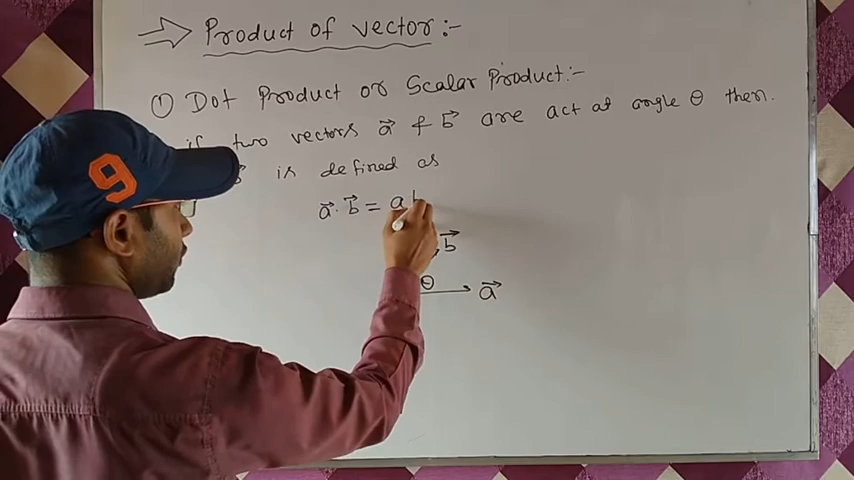 ⇒ Product of vector :-
① Dot Product or Scalar Product :-
if two vectors a⃗ & b⃗ are act at angle θ then
is defined as
a⃗ . b⃗ = a b
b⃗
θ
a⃗
9